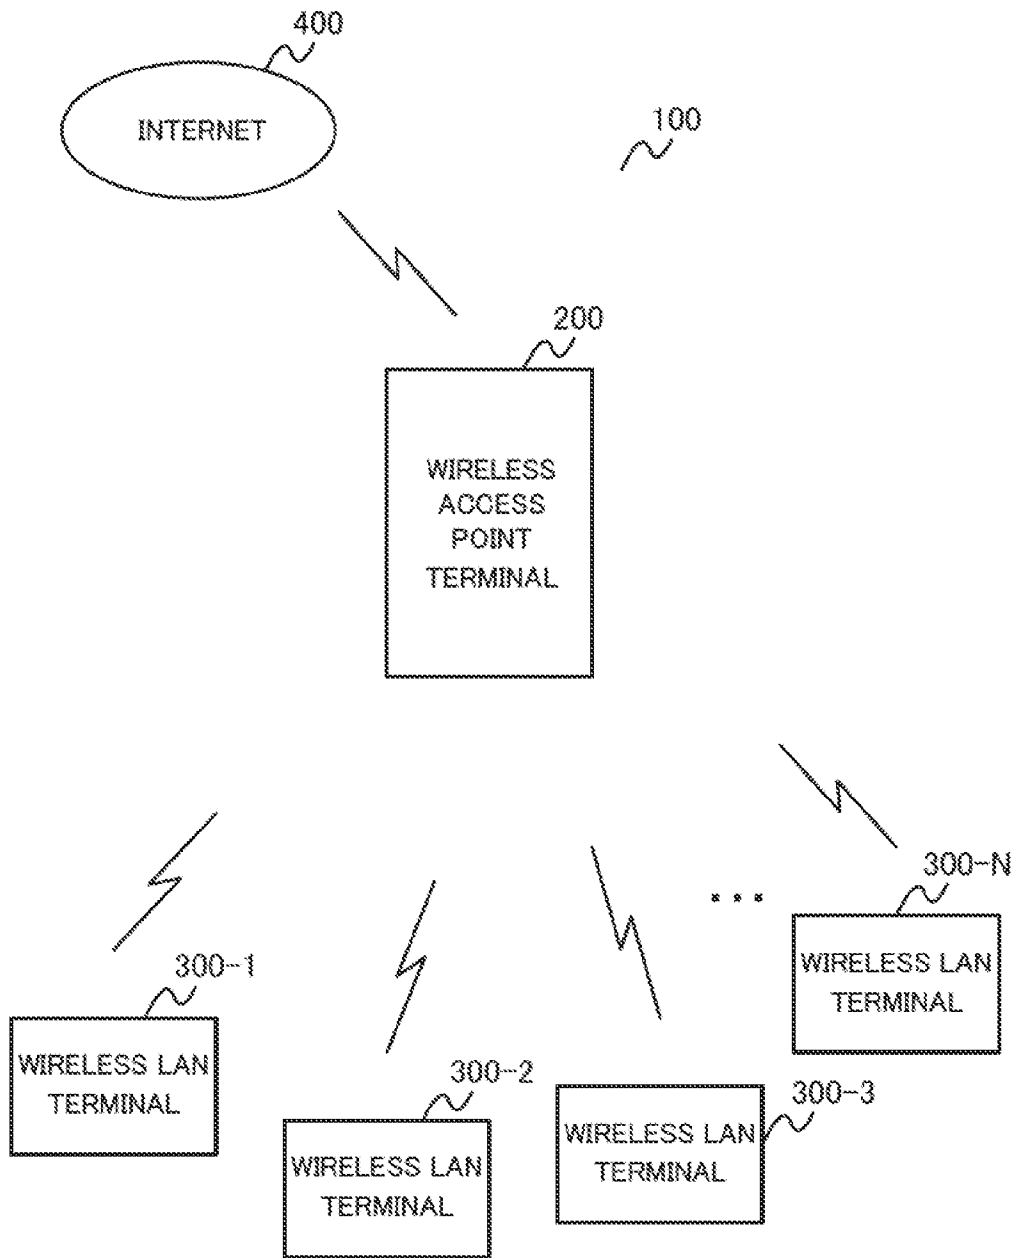 400
INTERNET
100
200
WIRELESS
ACCESS
POINT
TERMINAL
300-N
WIRELESS LAN
TERMINAL
300-1
WIRELESS LAN
TERMINAL
300-2
WIRELESS LAN
TERMINAL
300-3
WIRELESS LAN
TERMINAL